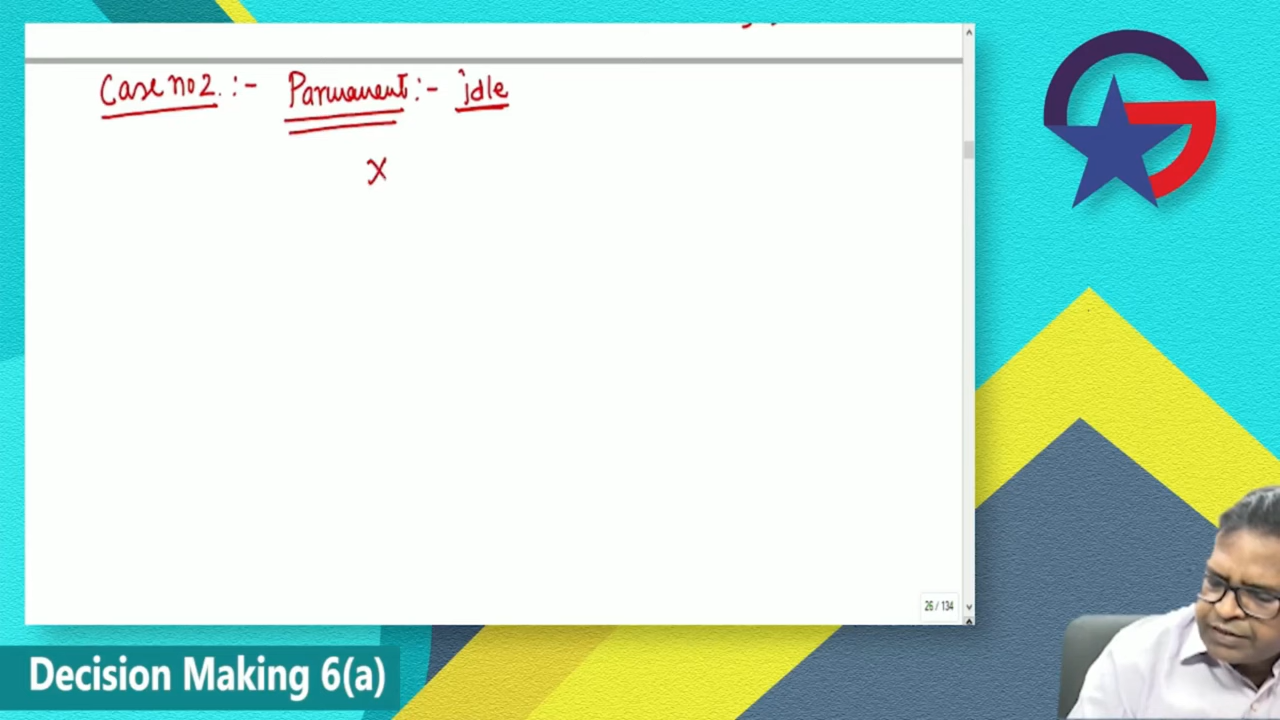 Case no 2. :- Parmanent :- idle
X
26 / 134
Decision Making 6(a)